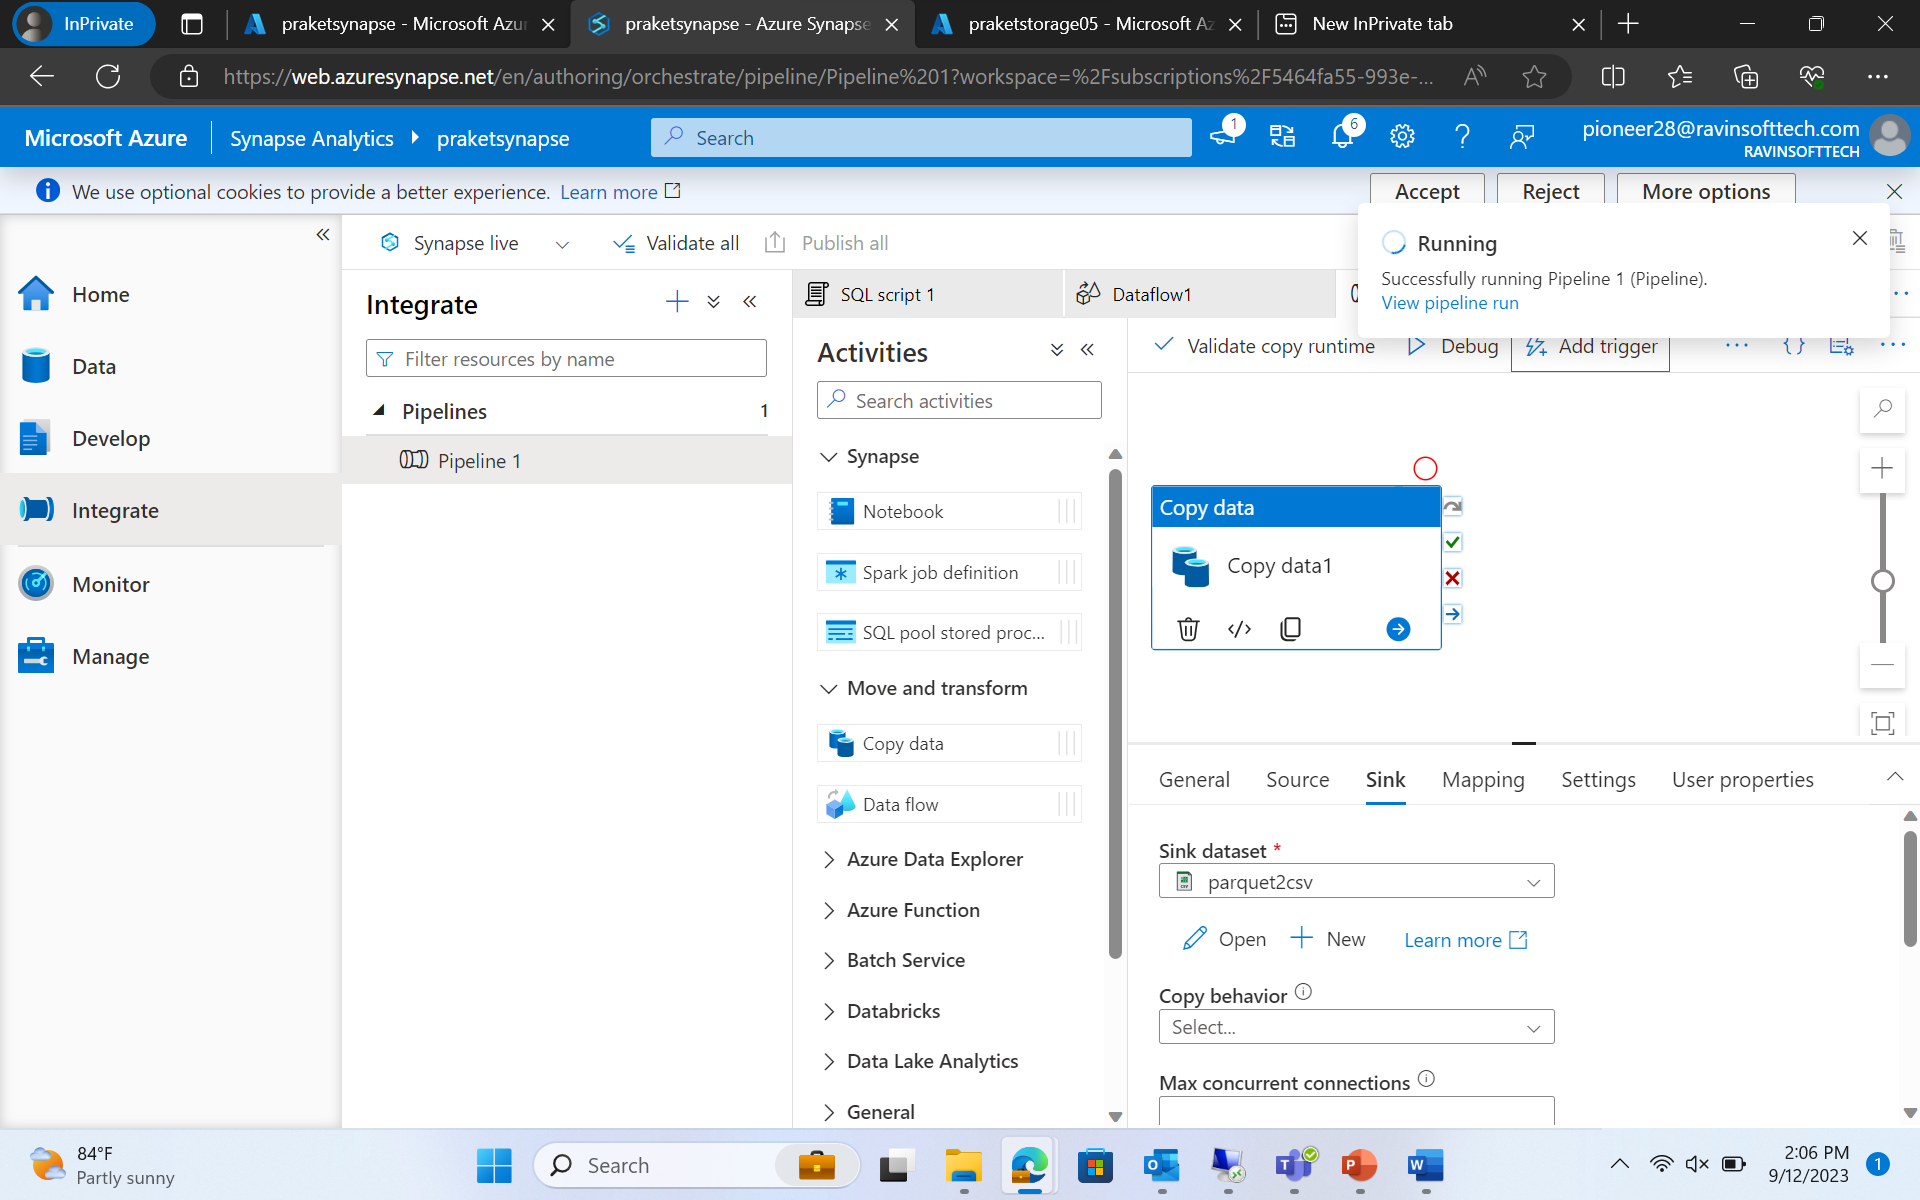 InPrivate
praketsynapse - Microsoft Azur
praketsynapse - Azure Synapse
praketstorage05 - Microsoft Az
New InPrivate tab
https://web.azuresynapse.net/en/authoring/orchestrate/pipeline/Pipeline%201?workspace=%2Fsubscriptions%2F5464fa55-993e-...
Microsoft Azure
Synapse Analytics
praketsynapse
Search
1
6
pioneer28@ravinsofttech.com
RAVINSOFTTECH
We use optional cookies to provide a better experience. Learn more
Accept
Reject
More options
Synapse live
Validate all
Publish all
Running
Successfully running Pipeline 1 (Pipeline).
View pipeline run
Home
Data
Develop
Integrate
Monitor
Manage
Integrate
Filter resources by name
Pipelines
1
Pipeline 1
SQL script 1
Dataflow1
Activities
Search activities
Synapse
Notebook
Spark job definition
SQL pool stored proc...
Move and transform
Copy data
Data flow
Azure Data Explorer
Azure Function
Batch Service
Databricks
Data Lake Analytics
General
Validate copy runtime
Debug
Add trigger
Copy data
Copy data1
General
Source
Sink
Mapping
Settings
User properties
Sink dataset *
parquet2csv
Open
New
Learn more
Copy behavior
Select...
Max concurrent connections
84°F
Partly sunny
Search
2:06 PM
9/12/2023
1